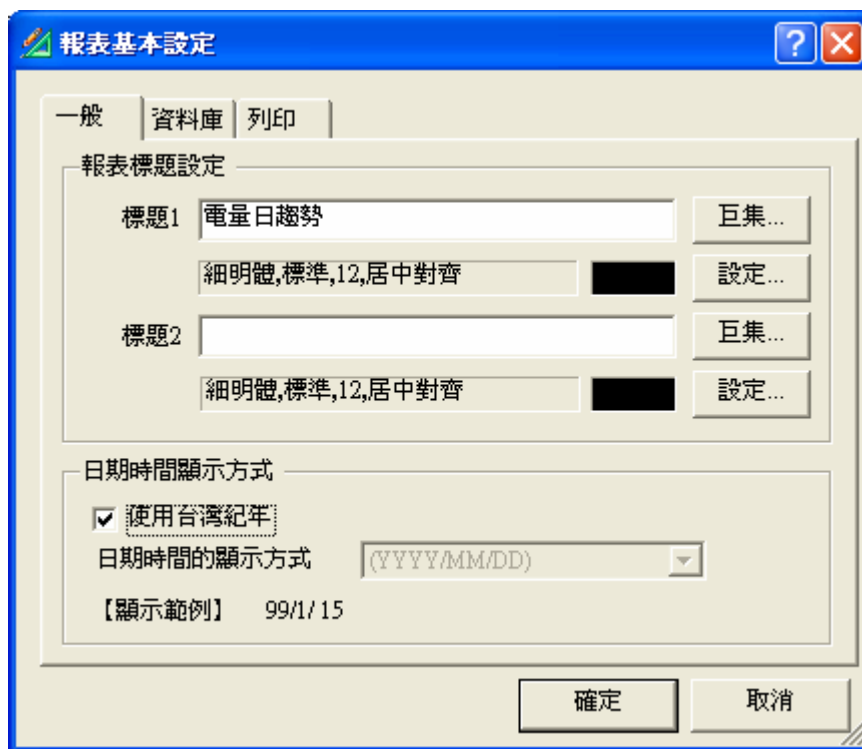 報表基本設定
一般 資料庫 列印
報表標題設定
標題1 電量日趨勢 巨集...
細明體,標準,12,居中對齊 設定...
標題2 巨集...
細明體,標準,12,居中對齊 設定...
日期時間顯示方式
使用台灣紀年
日期時間的顯示方式 (YYYY/MM/DD)
【顯示範例】 99/1/15
確定 取消